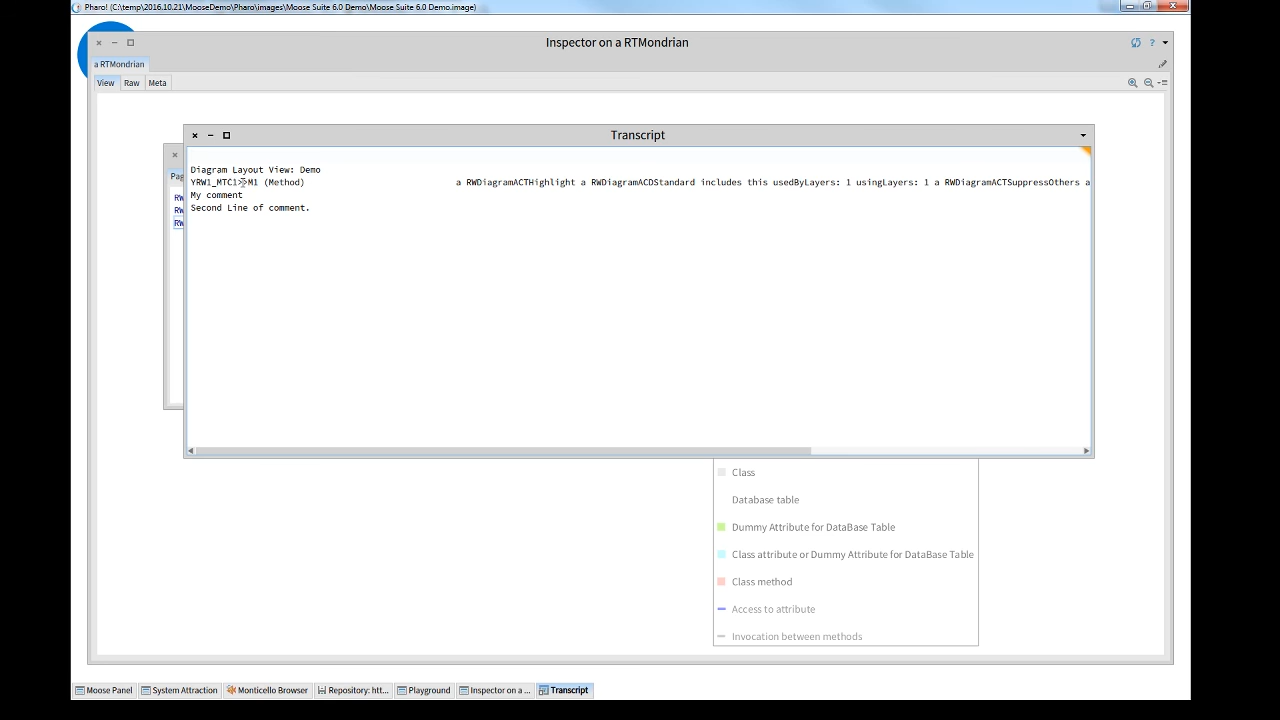 Pharo! (C:\temp\2016.10.21\MooseDemo\Pharo\images\Moose Suite 6.0 Demo\Moose Suite 6.0 Demo.image)
Inspector on a RTMondrian
?
a RTMondrian
View Raw Meta
Transcript
Pag
Diagram Layout View: Demo
YRW1_MTC1>>M1 (Method) a RWDiagramACTHighlight a RWDiagramACDStandard includes this usedByLayers: 1 usingLayers: 1 a RWDiagramACTSuppressOthers a
My comment
Second Line of comment.
RW
RW
RW
Class
Database table
Dummy Attribute for DataBase Table
Class attribute or Dummy Attribute for DataBase Table
Class method
Access to attribute
Invocation between methods
Moose Panel System Attraction Monticello Browser Repository: htt... Playground Inspector on a ... Transcript